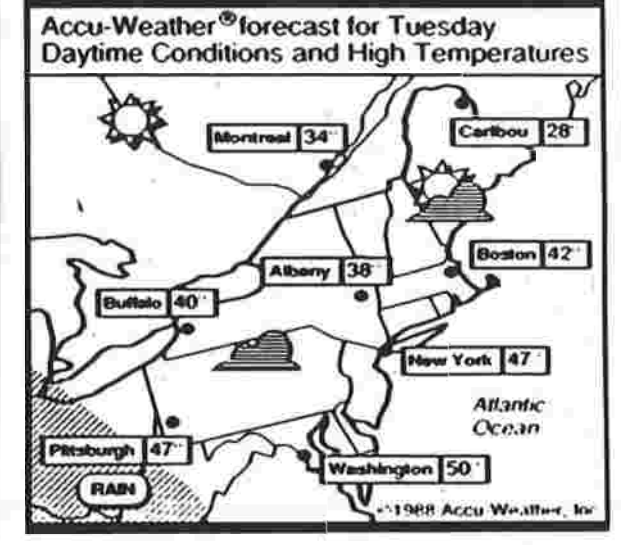 Accu-Weather® forecast for Tuesday
Daytime Conditions and High Temperatures
Montreal 34°
Caribou 28°
Boston 42°
Albany 38°
Buffalo 40°
New York 47°
Atlantic
Ocean
Pittsburgh 47°
Washington 50°
RAIN
©1988 Accu-Weather, Inc